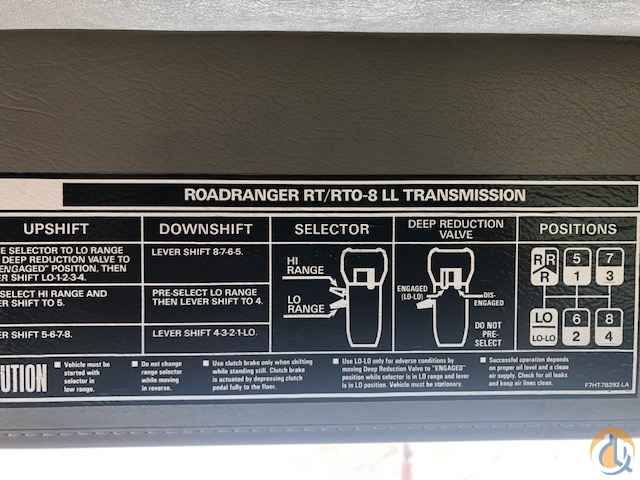 ROADRANGER RT/RTO-8 LL TRANSMISSION
UPSHIFT
DOWNSHIFT
SELECTOR
DEEP REDUCTION
VALVE
POSITIONS
E SELECTOR TO LO RANGE
DEEP REDUCTION VALVE TO
ENGAGED" POSITION, THEN
R SHIFT LO-1-2-3-4.
SELECT HI RANGE AND
R SHIFT TO 5.
ER SHIFT 5-6-7-8.
LEVER SHIFT 8-7-6-5.
PRE-SELECT LO RANGE
THEN LEVER SHIFT TO 4.
LEVER SHIFT 4-3-2-1-LO.
HI
RANGE
LO
RANGE
ENGAGED
(LO-LO)
DIS-
ENGAGED
DO NOT
PRE-
SELECT
R R 5 7
R 1 3
LO 6 8
LO-LO 2 4
UTION
■ Vehicle must be
started with
selector in
low range.
■ Do not change
range selector
while moving
in reverse.
■ Use clutch brake only when shifting
while standing still. Clutch brake
is actuated by depressing clutch
pedal fully to the floor.
■ Use LO-LO only for adverse conditions by
moving Deep Reduction Valve to "ENGAGED"
position while selector is in LO range and lever
is in LO position. Vehicle must be stationary.
■ Successful operation depends
on proper oil level and a clean
air supply. Check for oil leaks
and keep air lines clean.
F7HT-7B293-LA